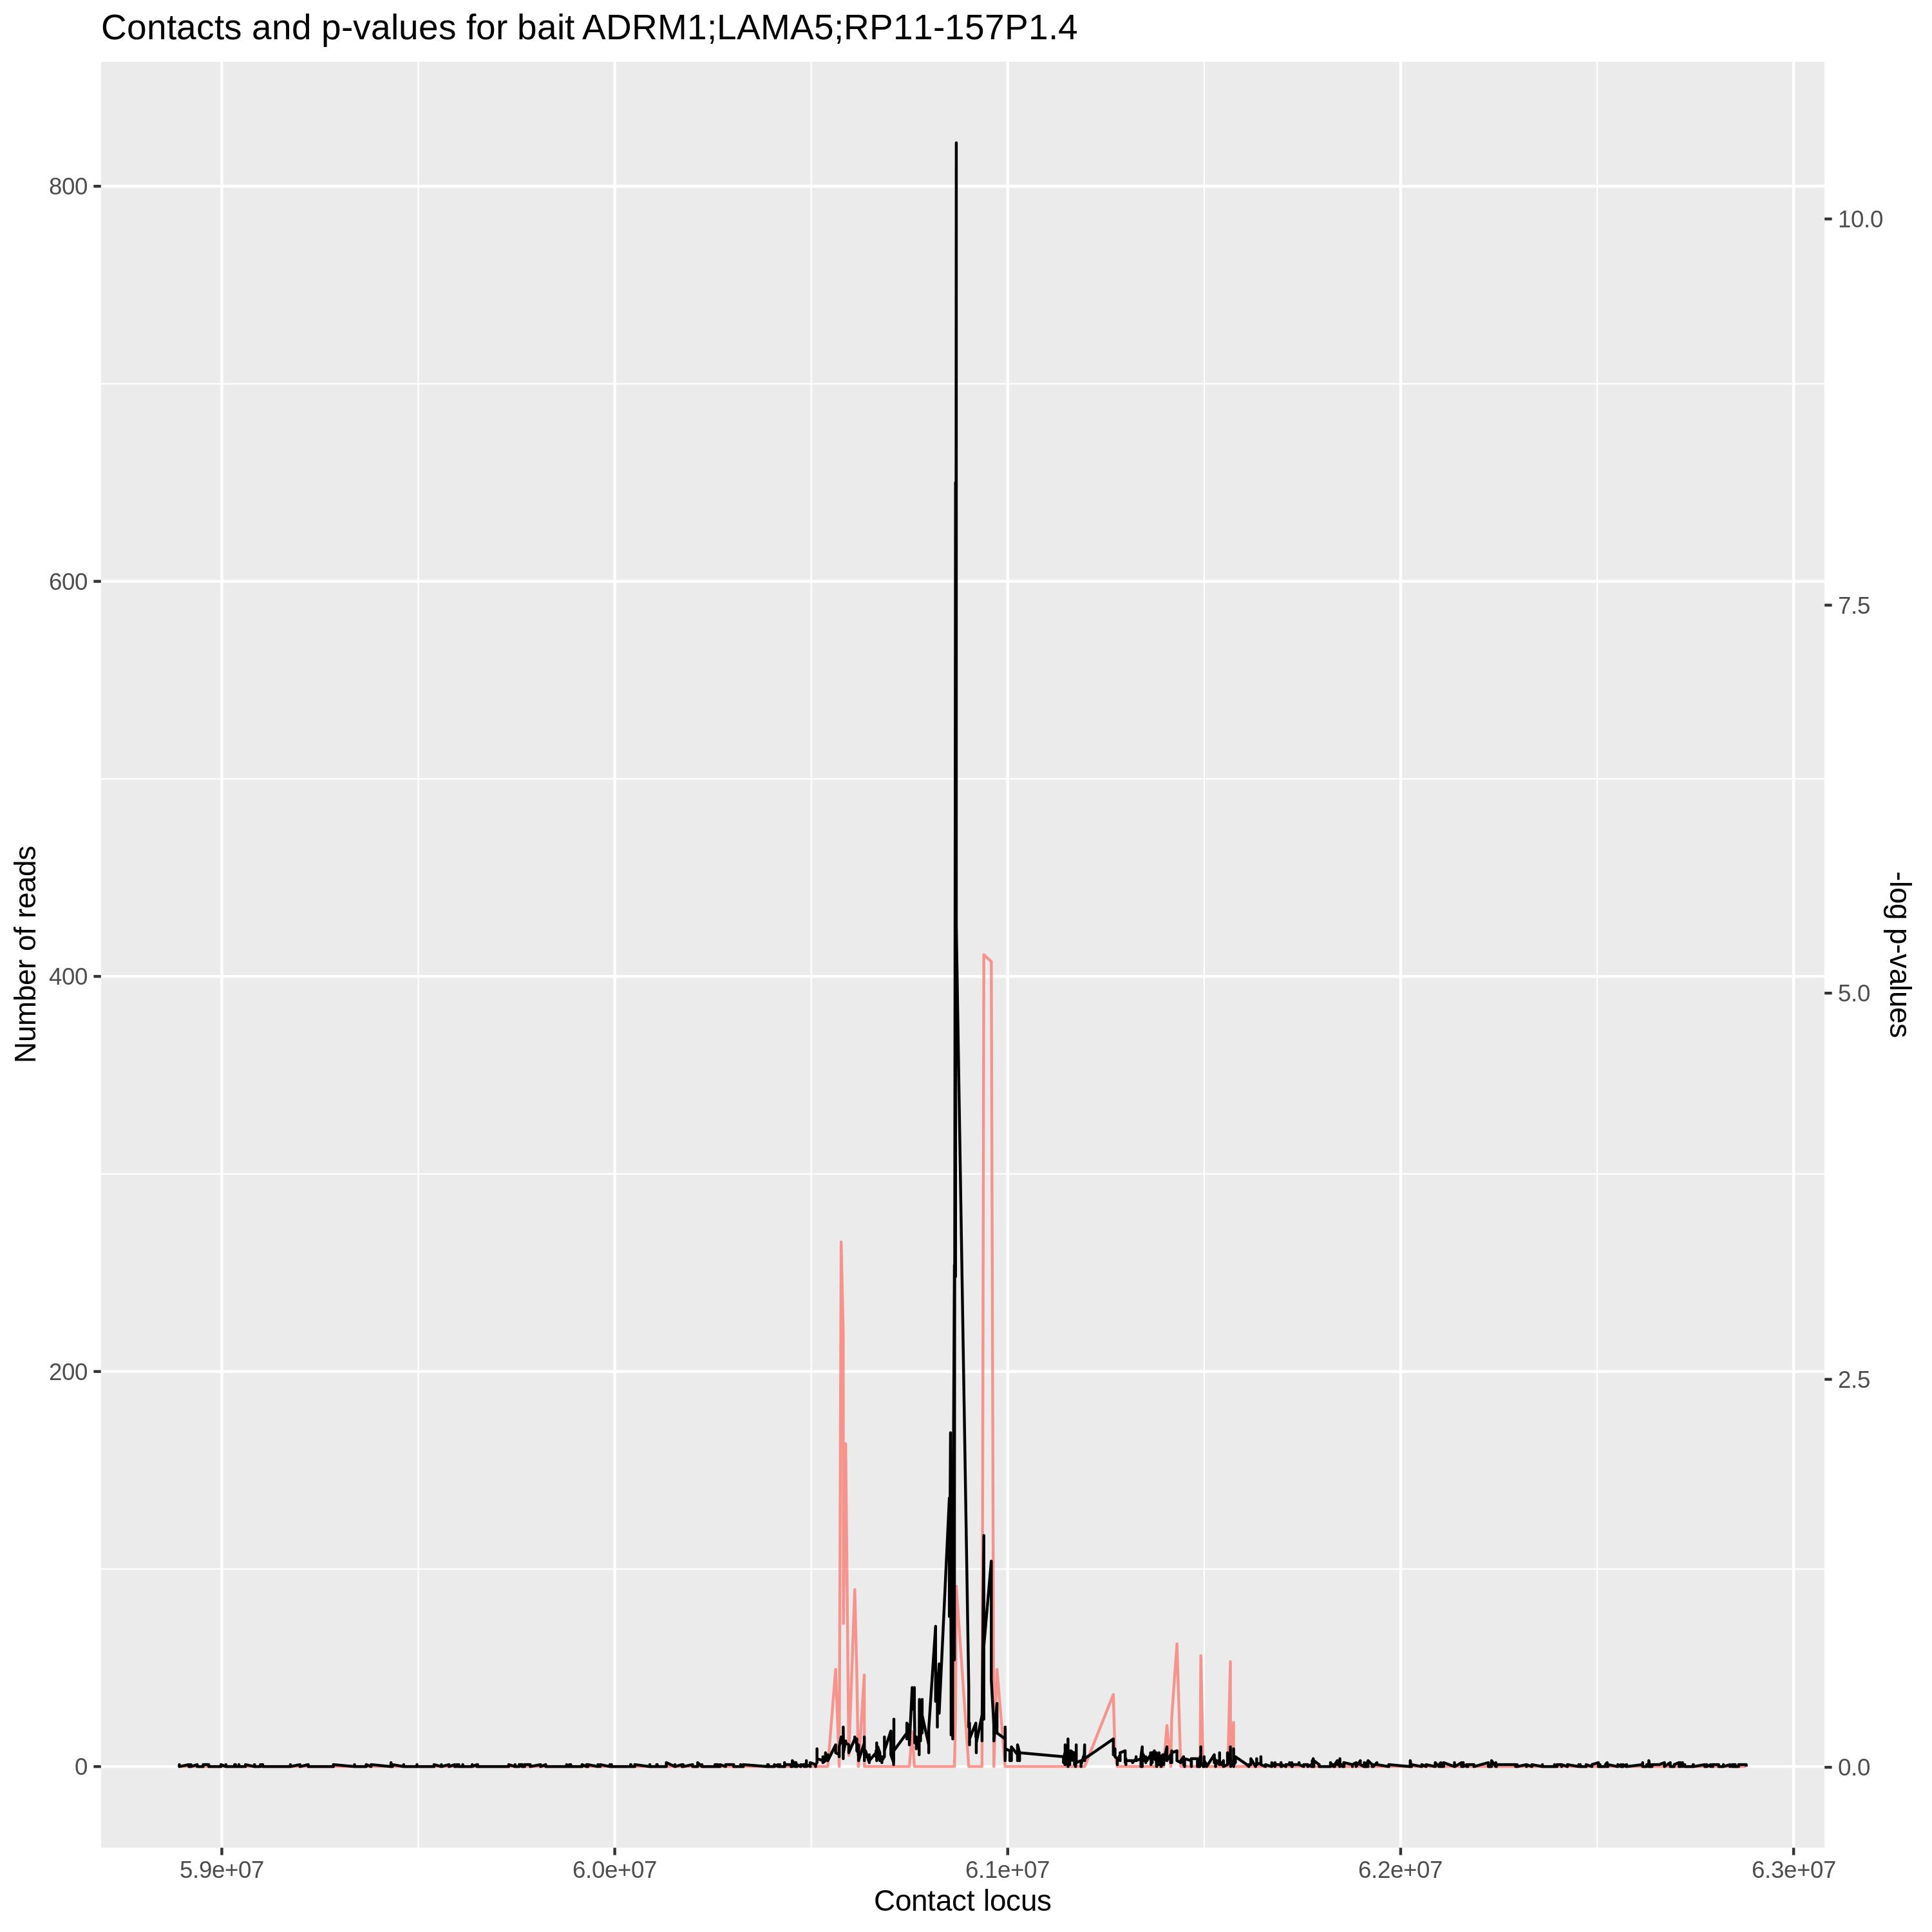 Contacts and p-values for bait ADRM1;LAMA5;RP11-157P1.4
800
600
400
200
0
Number of reads
10.0
7.5
5.0
2.5
0.0
-log p-values
5.9e+07 6.0e+07 6.1e+07 6.2e+07 6.3e+07
Contact locus